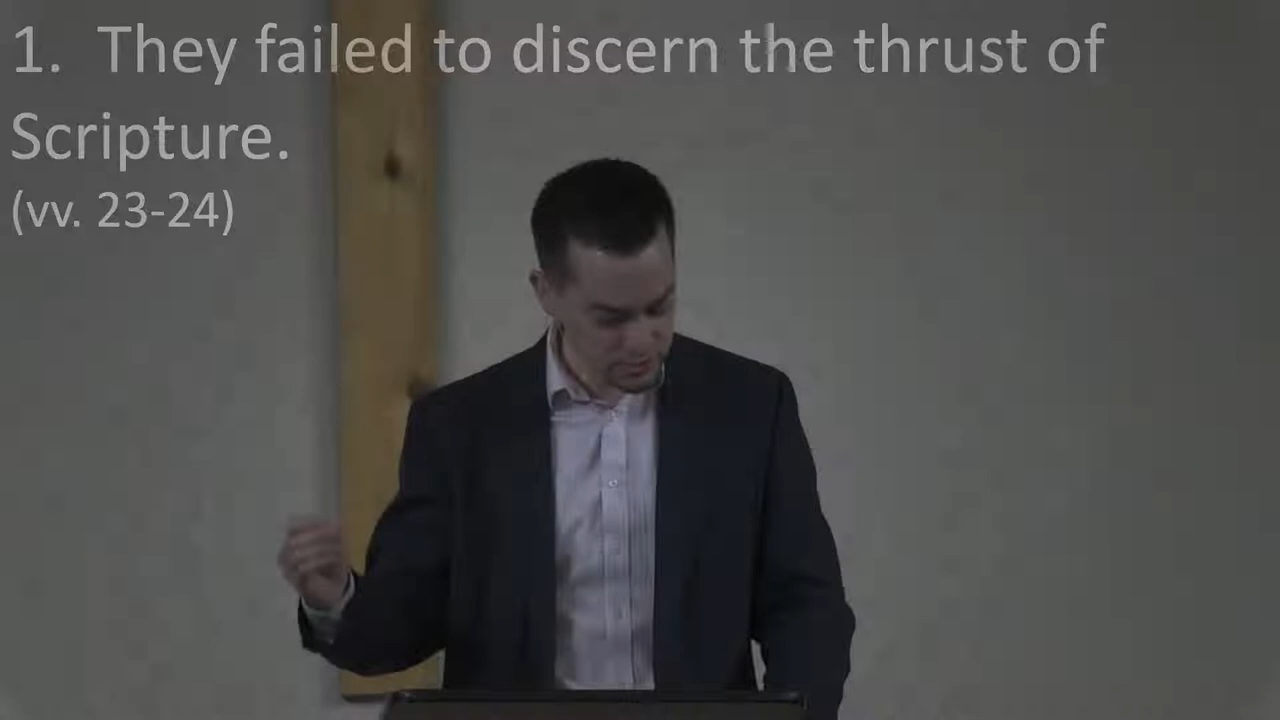 1. They failed to discern the thrust of
Scripture.
(vv. 23-24)